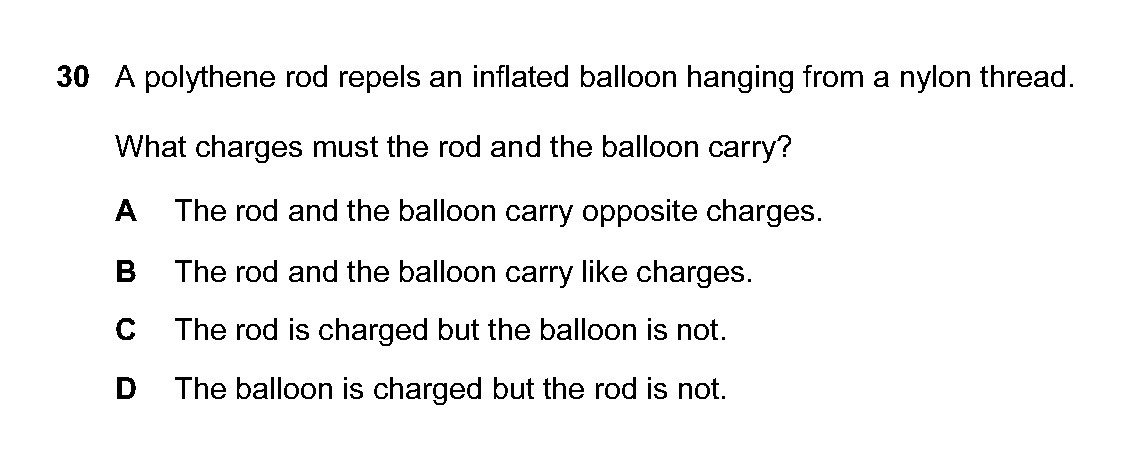 30 A polythene rod repels an inflated balloon hanging from a nylon thread.
What charges must the rod and the balloon carry?
A The rod and the balloon carry opposite charges.
B The rod and the balloon carry like charges.
C The rod is charged but the balloon is not.
D The balloon is charged but the rod is not.